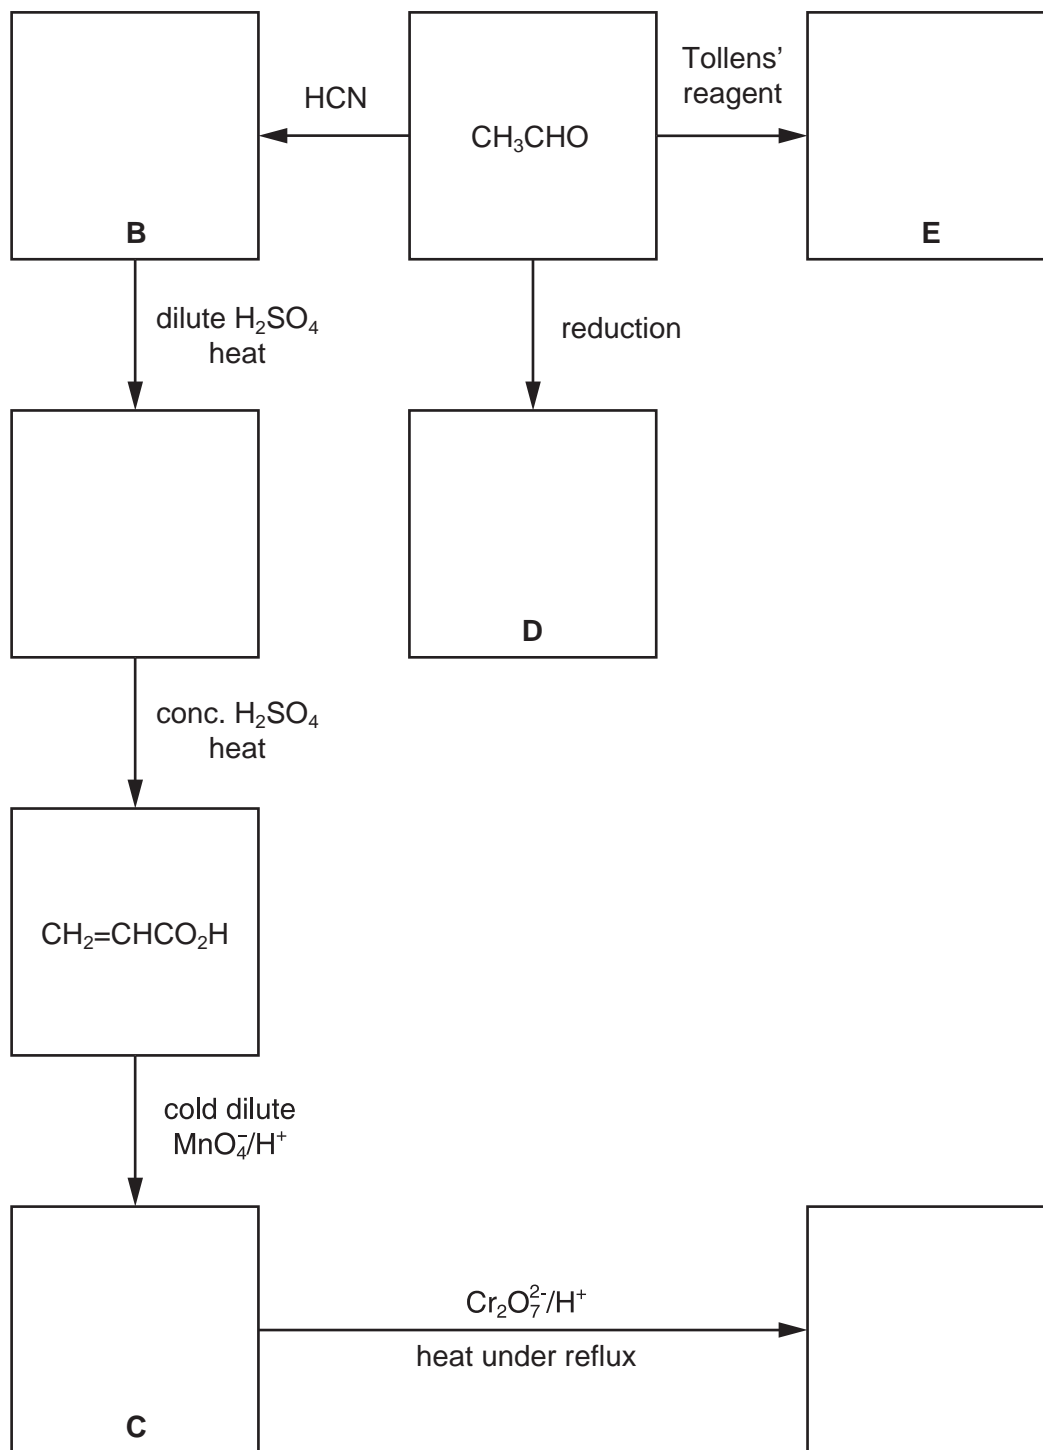 HCN
CH₃CHO
Tollens’
reagent
B
E
dilute H₂SO₄
heat
reduction
D
conc. H₂SO₄
heat
CH₂=CHCO₂H
cold dilute
MnO₄⁻/H⁺
Cr₂O₇²⁻/H⁺
heat under reflux
C